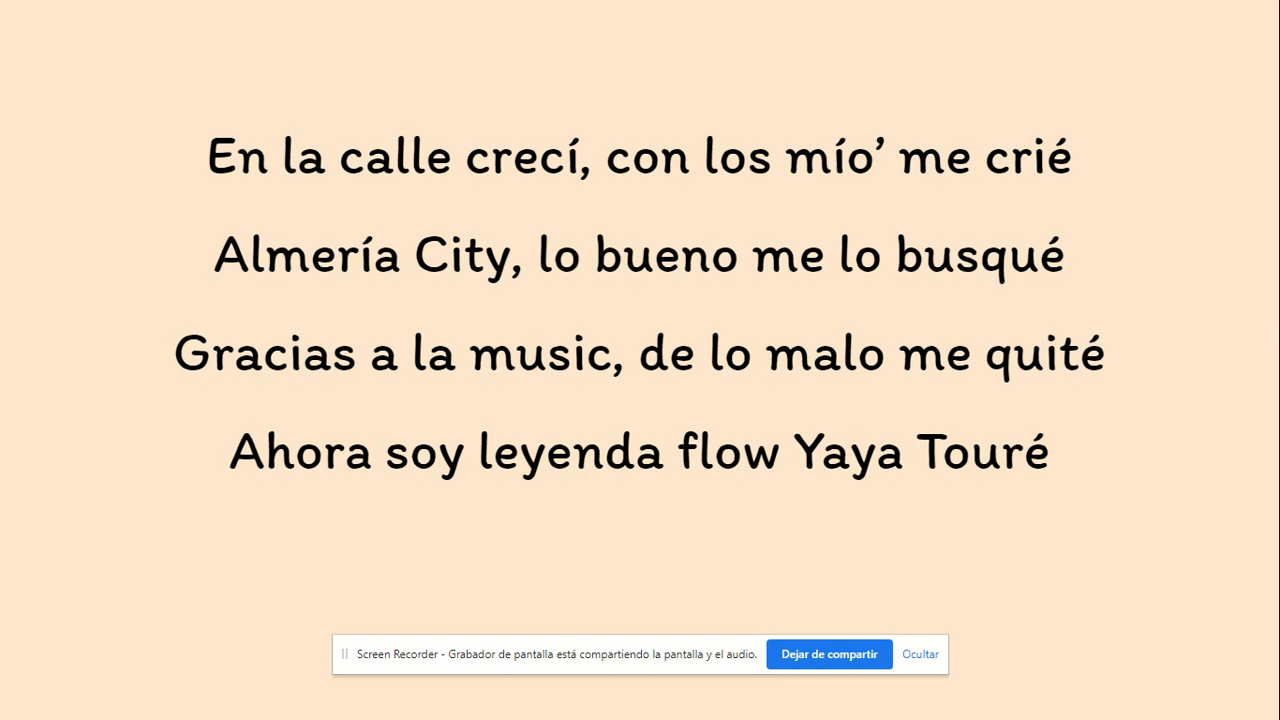 En la calle crecí, con los mío’ me crié
Almería City, lo bueno me lo busqué
Gracias a la music, de lo malo me quité
Ahora soy leyenda flow Yaya Touré
Screen Recorder - Grabador de pantalla está compartiendo la pantalla y el audio. Dejar de compartir Ocultar